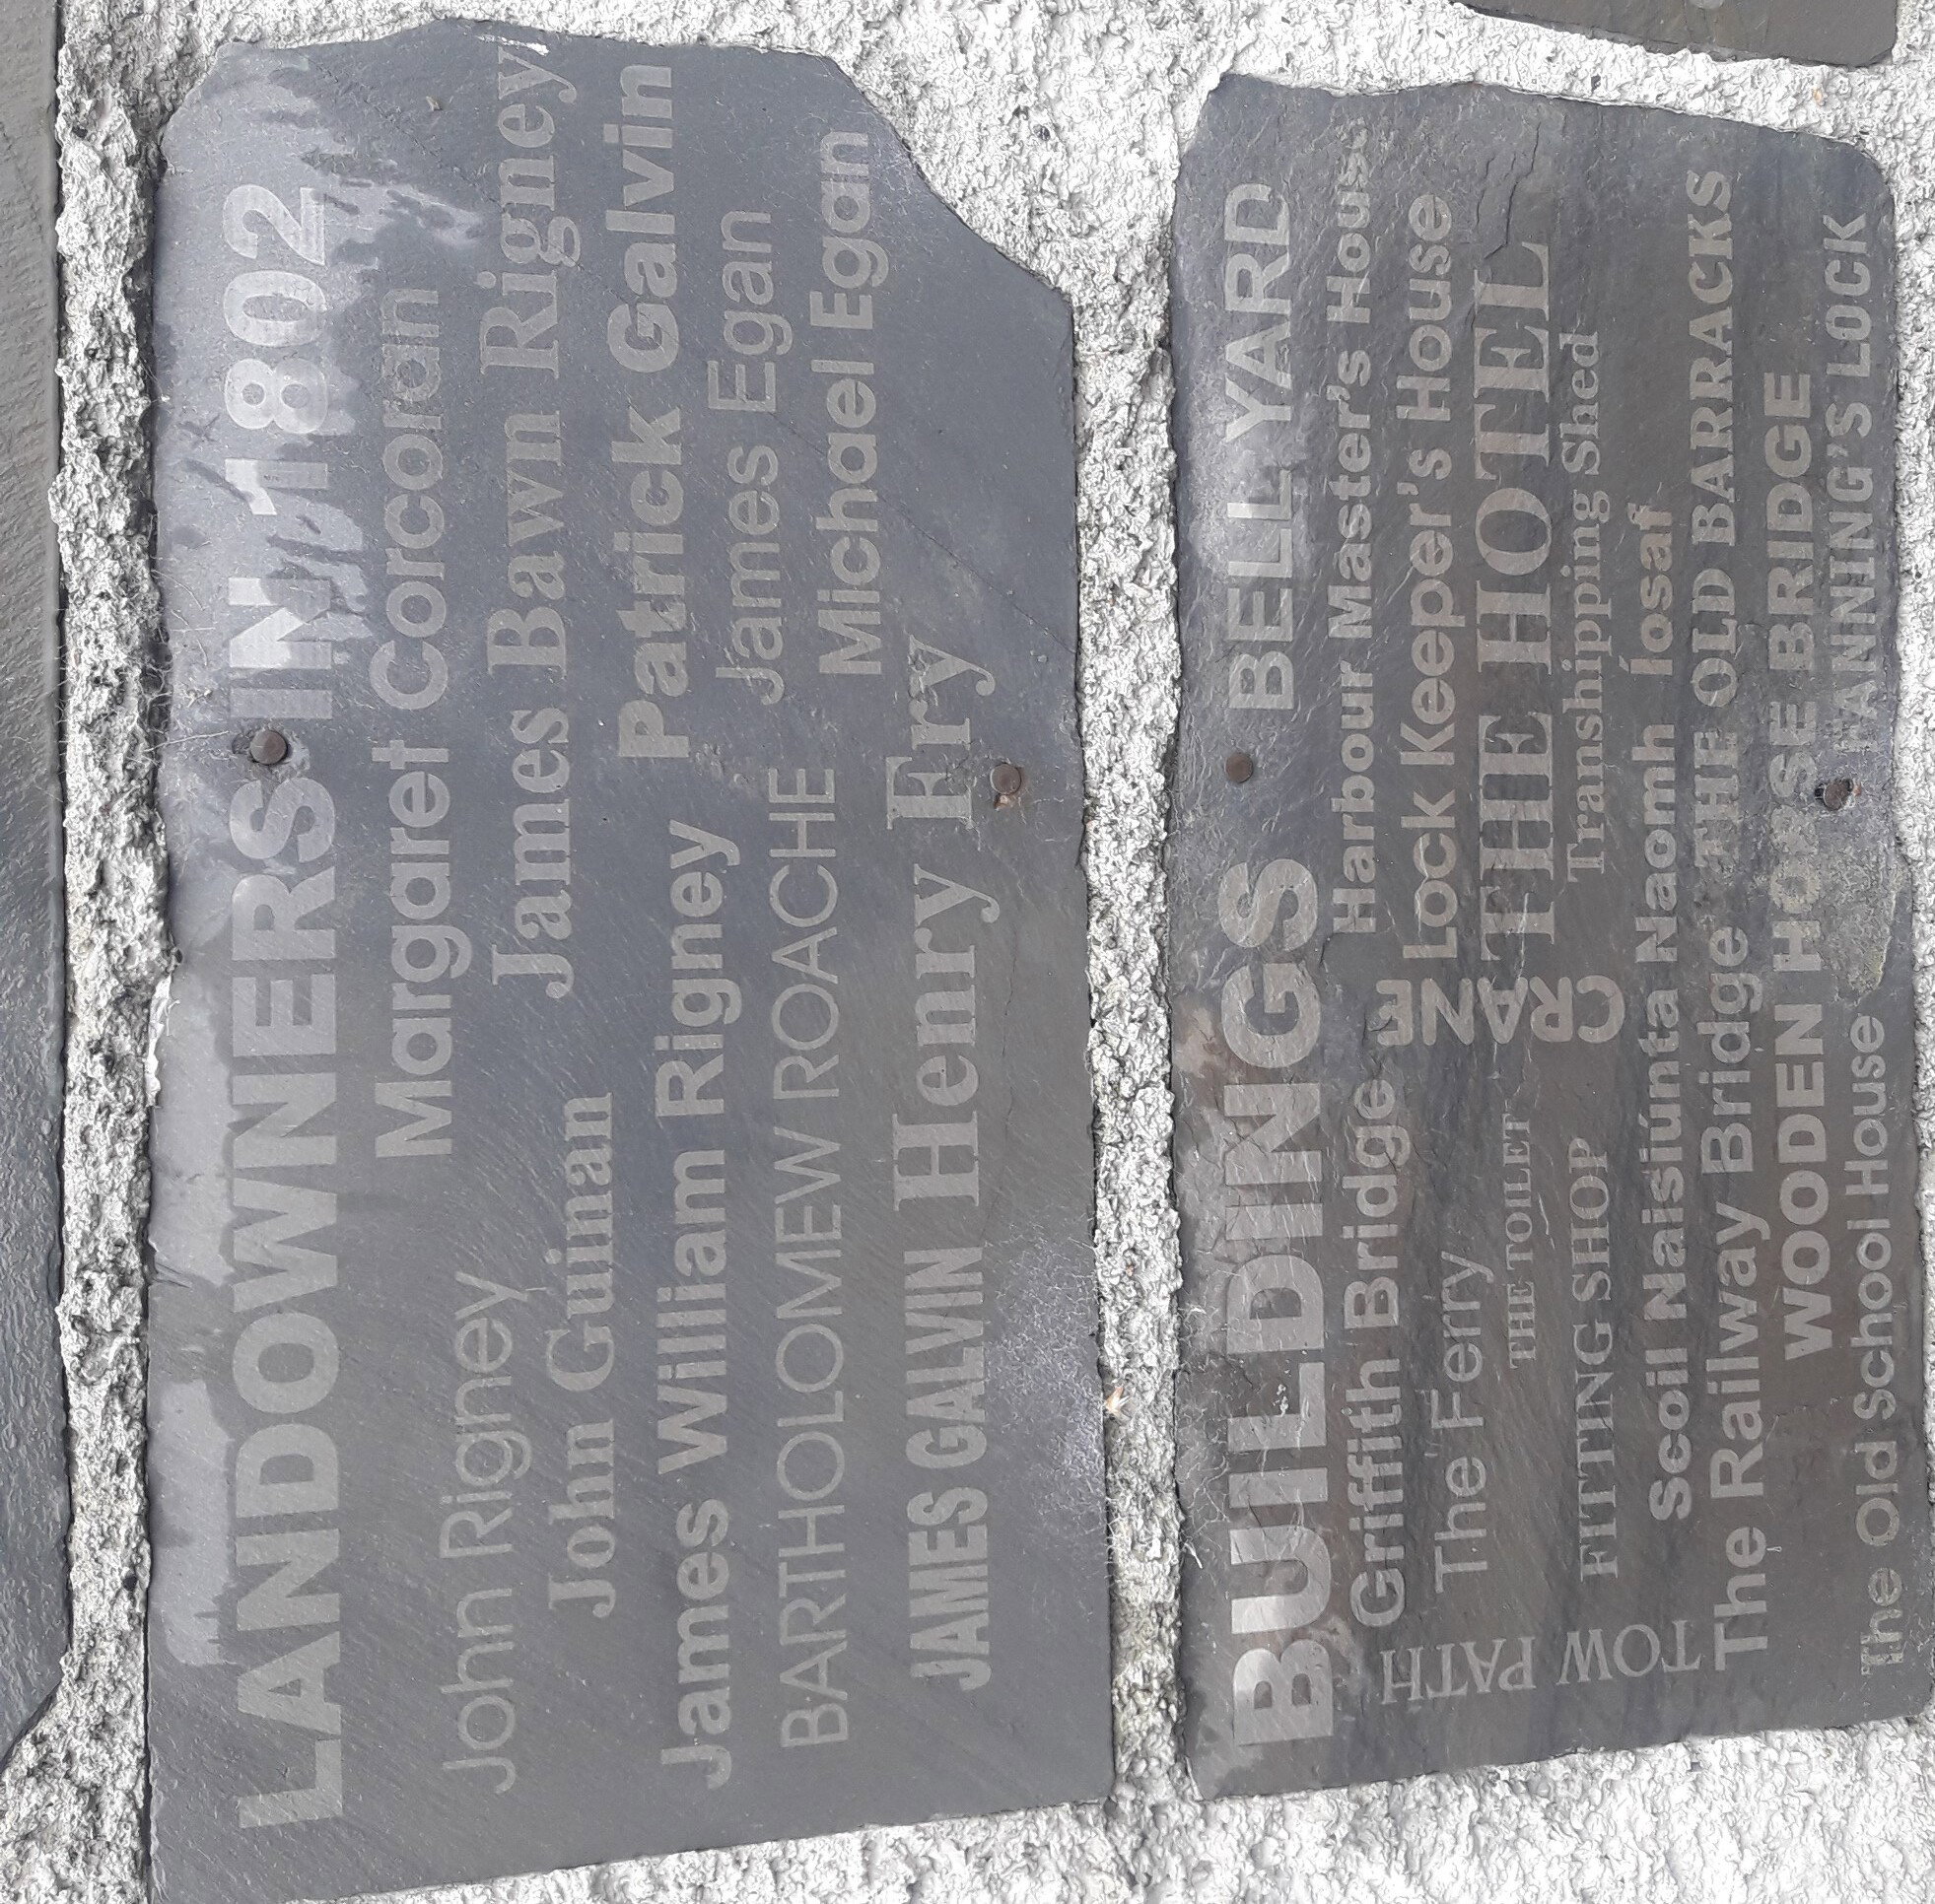 LANDOWNERS IN 1802
Margaret Corcoran
John Rigney
James Bawn Rigney
John Guinan
Patrick Galvin
James William Rigney
James Egan
BARTHOLOMEW ROACHE
Michael Egan
JAMES GALVIN Henry Fry
BUILDINGS BELL YARD
Harbour Master's House
Griffith Bridge
CRANE
Lock Keeper's House
The Ferry
THE HOTEL
THE TOILET
Transhipping Shed
FITTING SHOP
TOW PATH
Scoil Naisiúnta Naomh Íosaf
The Railway Bridge THE OLD BARRACKS
WOODEN HORSE BRIDGE
The Old School House FANNING'S LOCK